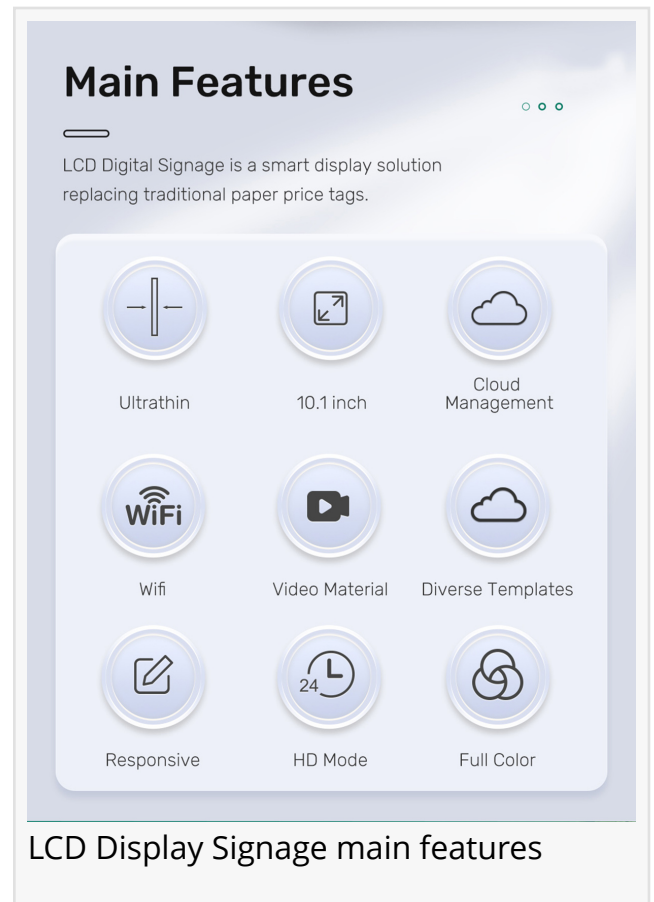 Main Features
LCD Digital Signage is a smart display solution
replacing traditional paper price tags.
Ultrathin
10.1 inch
Cloud
Management
WiFi
Wifi
Video Material
Diverse Templates
24
Responsive
HD Mode
Full Color
LCD Display Signage main features